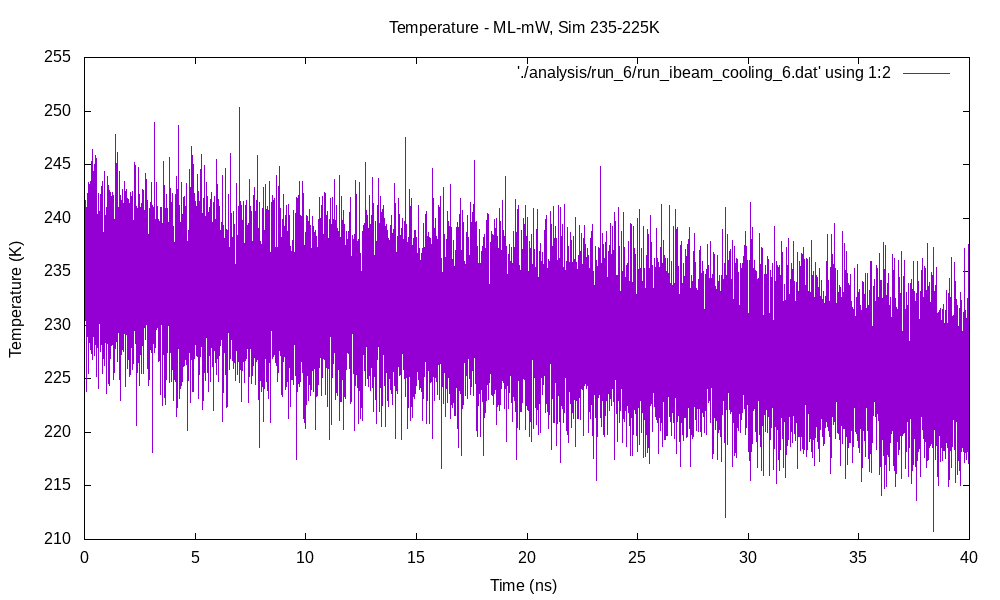 Temperature - ML-mW, Sim 235-225K
'./analysis/run_6/run_ibeam_cooling_6.dat' using 1:2
Temperature (K)
255
250
245
240
235
230
225
220
215
210
0 5 10 15 20 25 30 35 40
Time (ns)